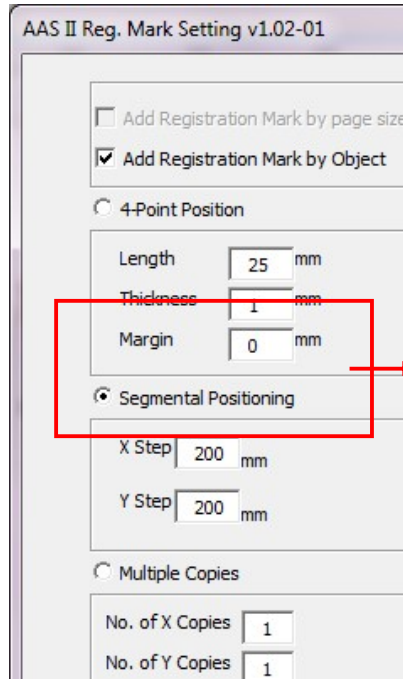 AAS II Reg. Mark Setting v1.02-01
Add Registration Mark by page size
Add Registration Mark by Object
4-Point Position
Length 25 mm
Thickness 1 mm
Margin 0 mm
Segmental Positioning
X Step 200 mm
Y Step 200 mm
Multiple Copies
No. of X Copies 1
No. of Y Copies 1